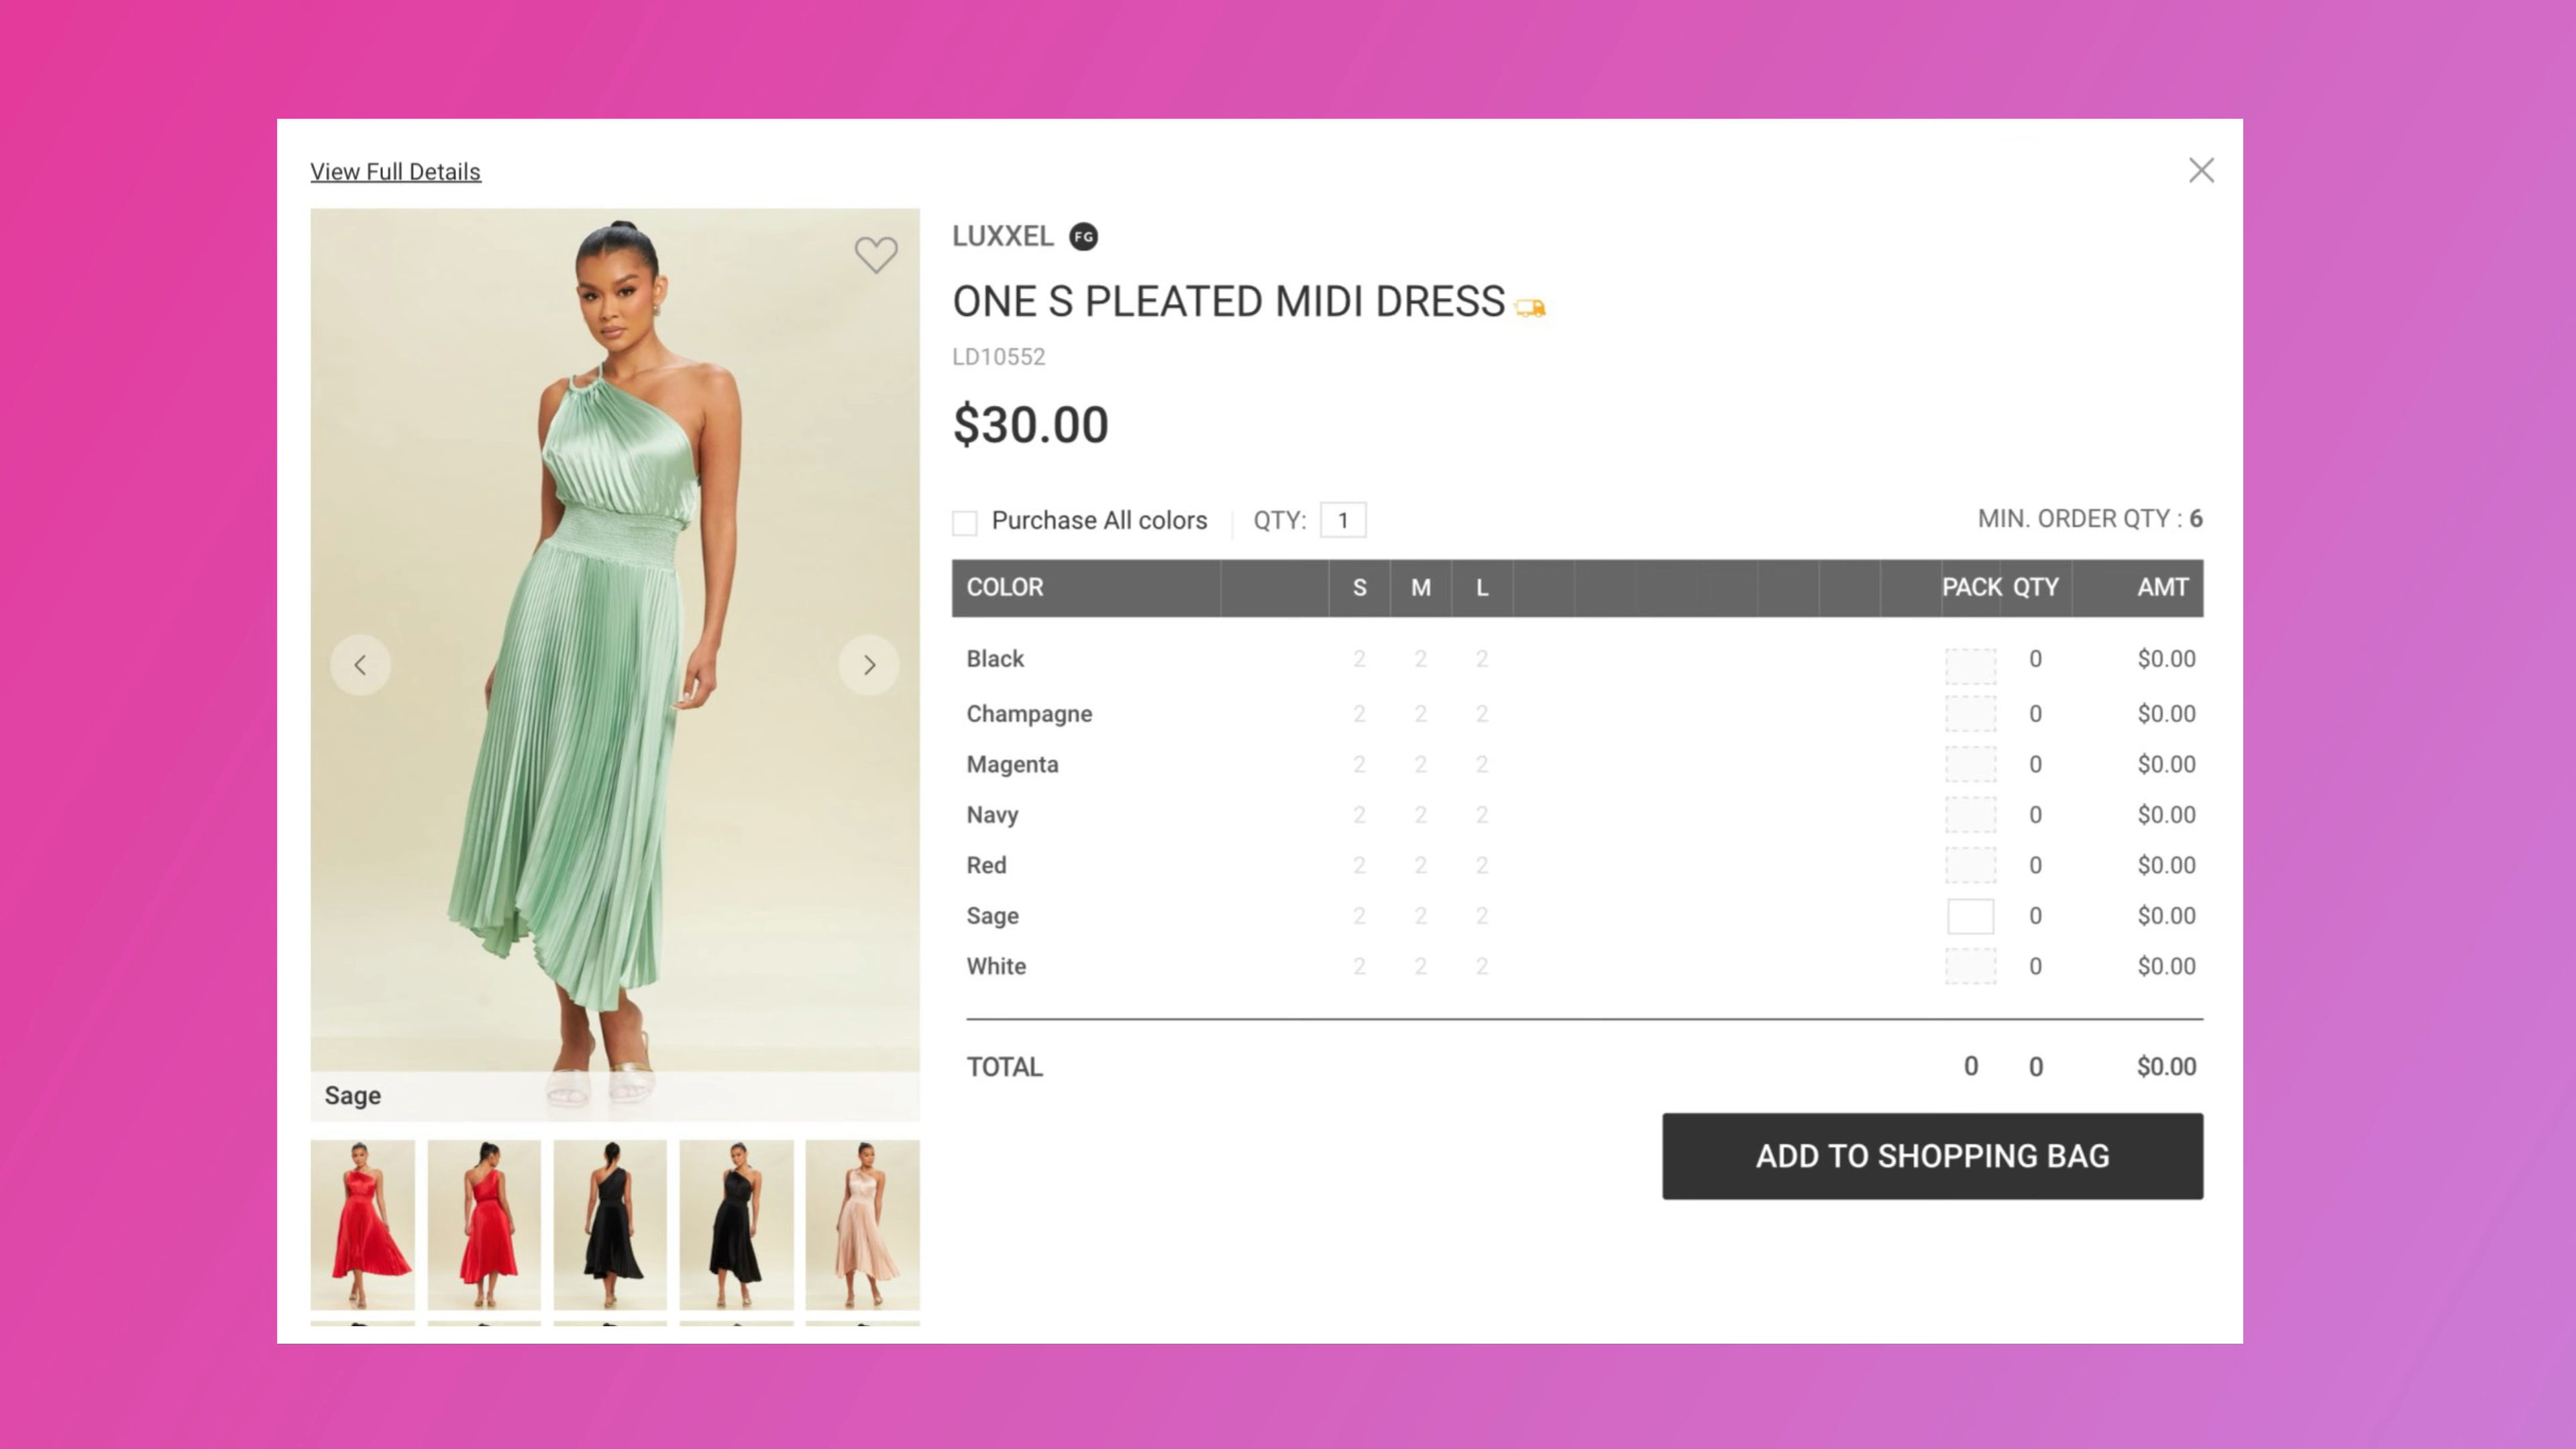 View Full Details
LUXXEL FG
ONE S PLEATED MIDI DRESS
LD10552
$30.00
Purchase All colors QTY: 1 MIN. ORDER QTY : 6
COLOR S M L PACK QTY AMT
Black 2 2 2 0 $0.00
Champagne 2 2 2 0 $0.00
Magenta 2 2 2 0 $0.00
Navy 2 2 2 0 $0.00
Red 2 2 2 0 $0.00
Sage 2 2 2 0 $0.00
White 2 2 2 0 $0.00
TOTAL 0 0 $0.00
Sage
ADD TO SHOPPING BAG